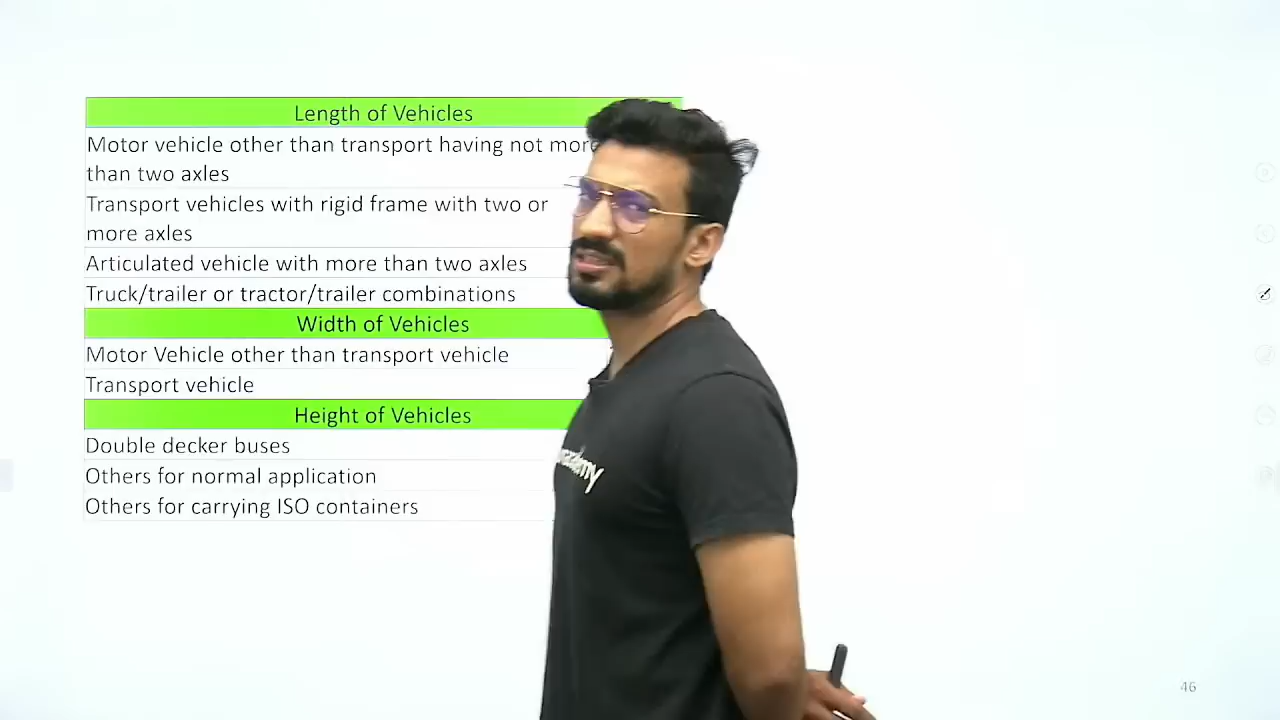 Length of Vehicles
Motor vehicle other than transport having not more
than two axles
Transport vehicles with rigid frame with two or
more axles
Articulated vehicle with more than two axles
Truck/trailer or tractor/trailer combinations
Width of Vehicles
Motor Vehicle other than transport vehicle
Transport vehicle
Height of Vehicles
Double decker buses
Others for normal application
Others for carrying ISO containers
46